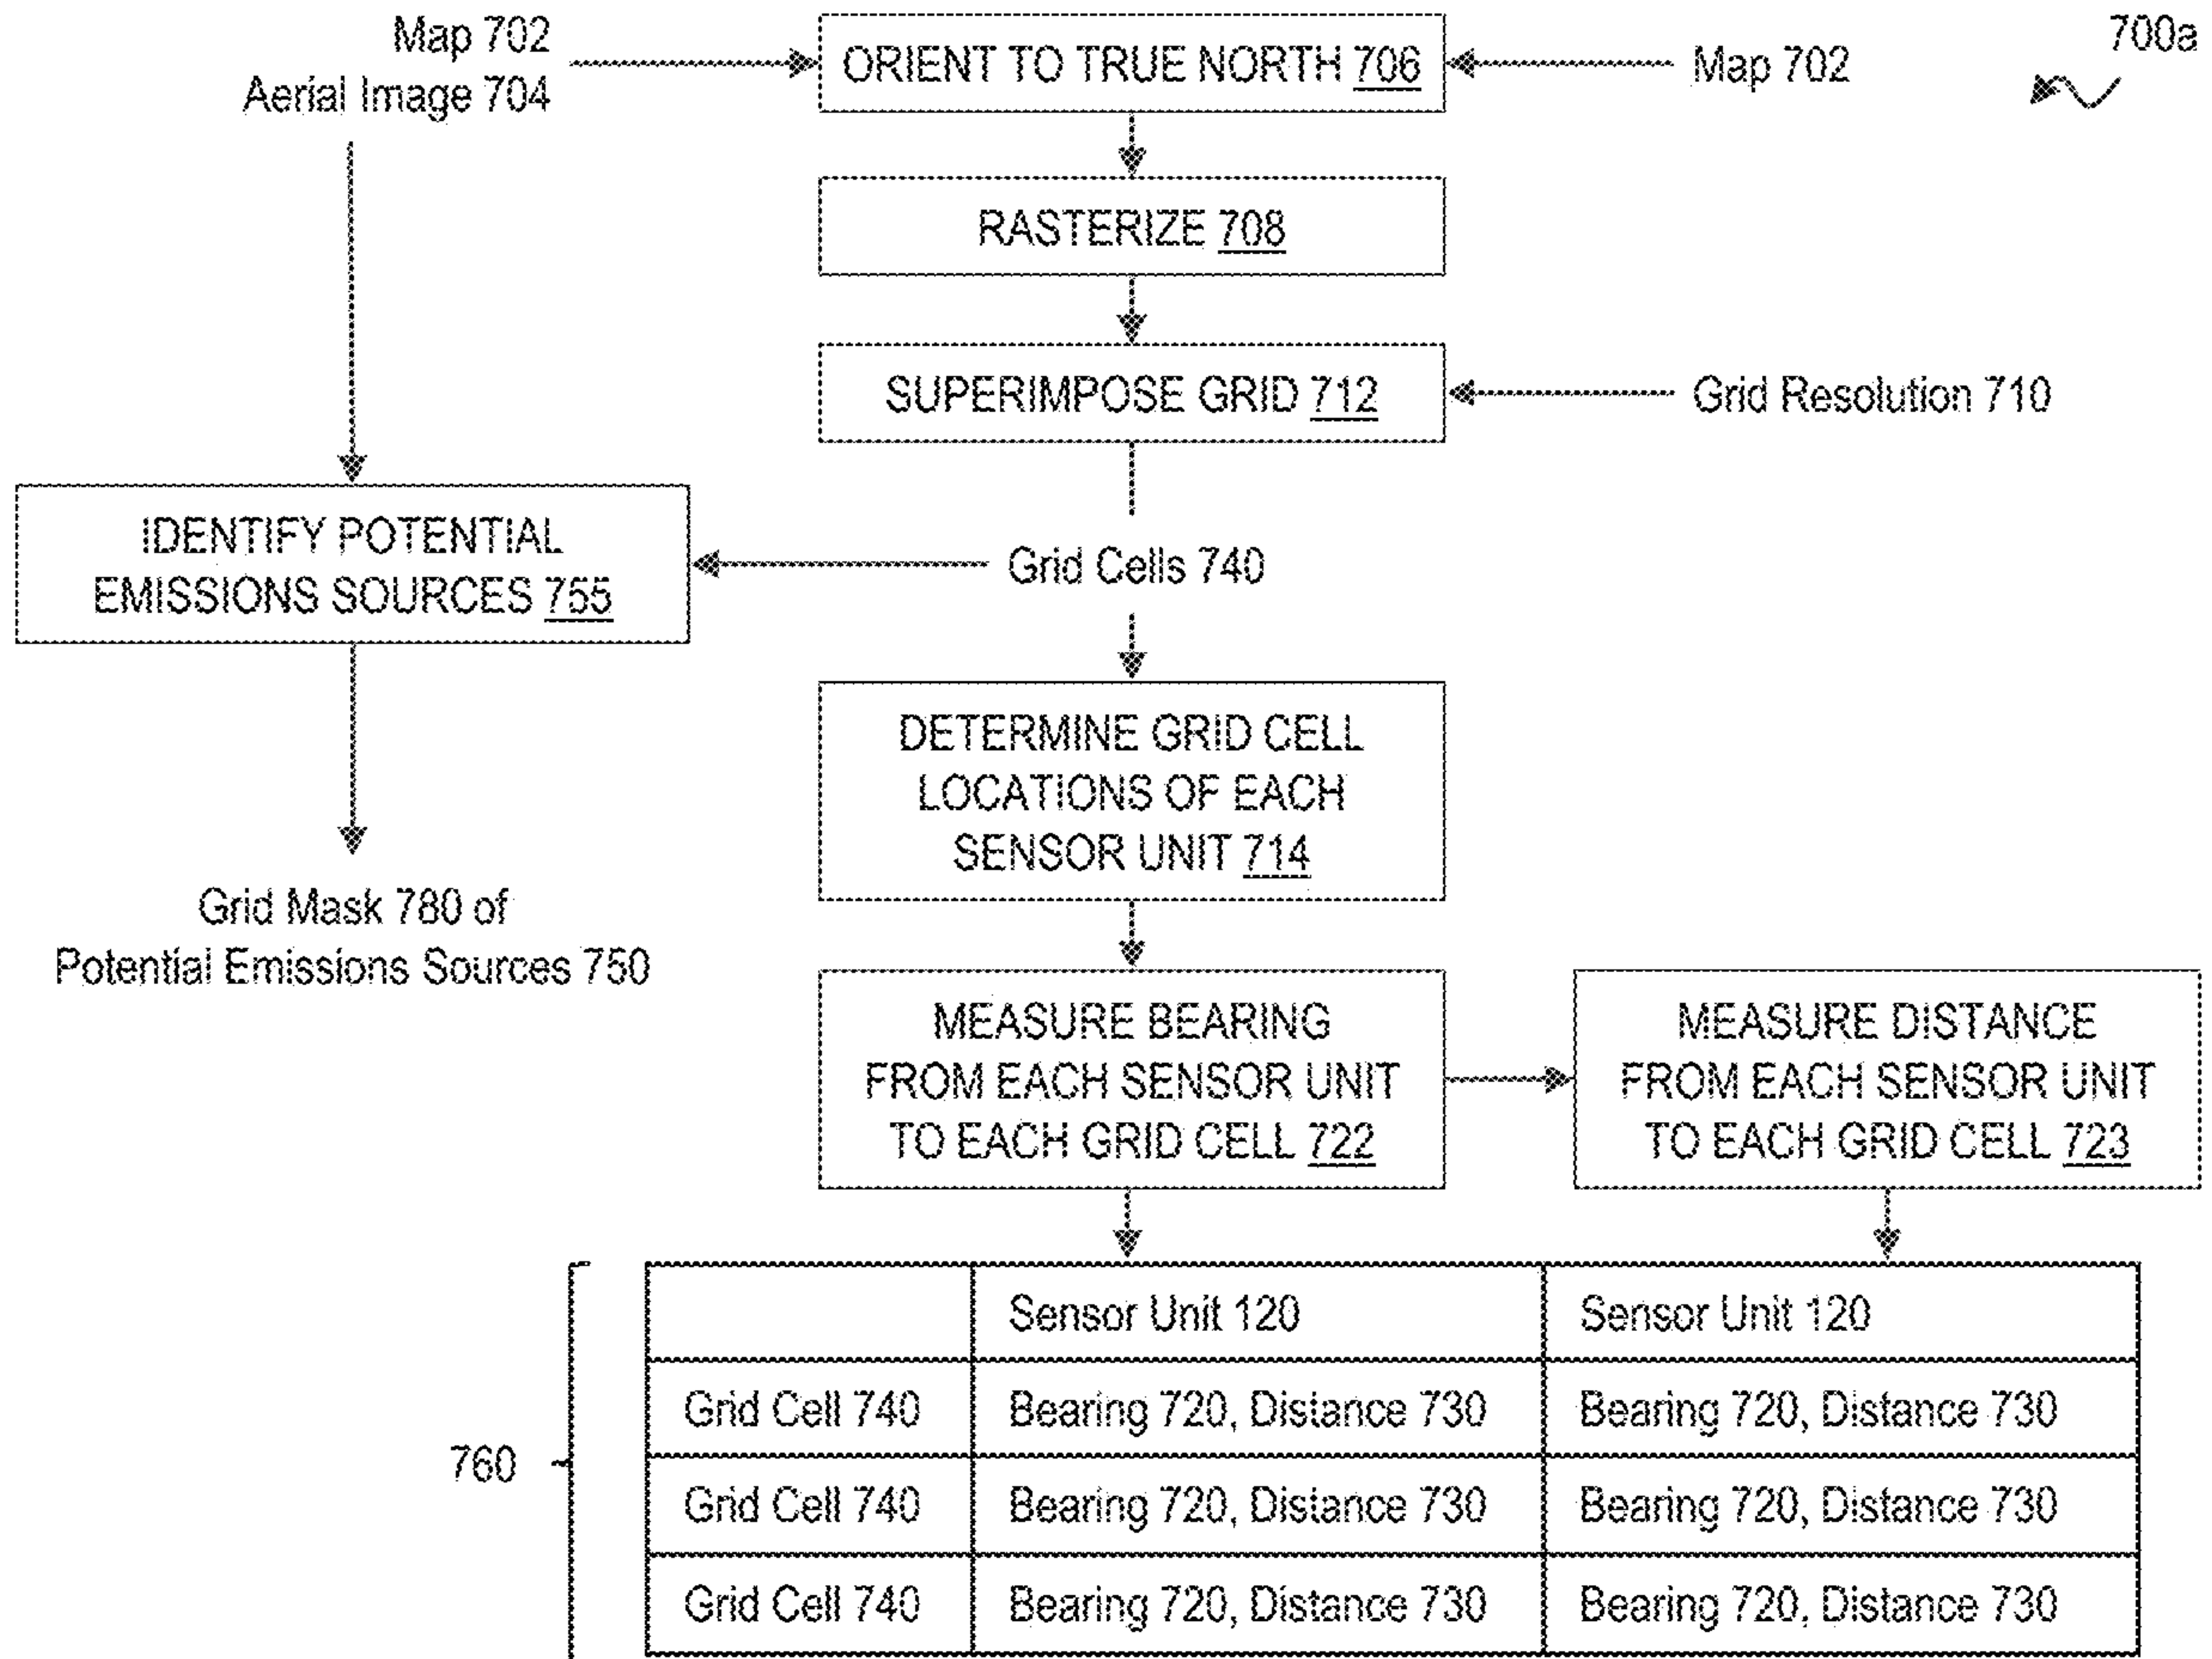 Map 702
Aerial Image 704
ORIENT TO TRUE NORTH 706
Map 702
700a
RASTERIZE 708
SUPERIMPOSE GRID 712
Grid Resolution 710
IDENTIFY POTENTIAL
EMISSIONS SOURCES 755
Grid Cells 740
DETERMINE GRID CELL
LOCATIONS OF EACH
SENSOR UNIT 714
Grid Mask 780 of
Potential Emissions Sources 750
MEASURE BEARING
FROM EACH SENSOR UNIT
TO EACH GRID CELL 722
MEASURE DISTANCE
FROM EACH SENSOR UNIT
TO EACH GRID CELL 723
760
Sensor Unit 120 Sensor Unit 120
Grid Cell 740 Bearing 720, Distance 730 Bearing 720, Distance 730
Grid Cell 740 Bearing 720, Distance 730 Bearing 720, Distance 730
Grid Cell 740 Bearing 720, Distance 730 Bearing 720, Distance 730